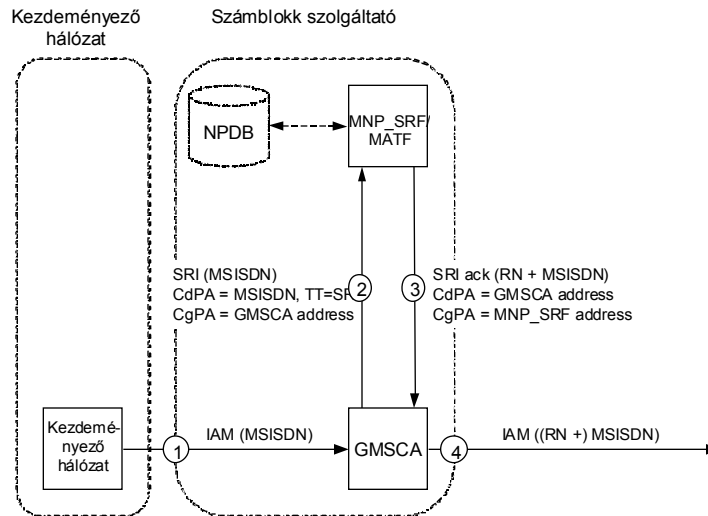 Kezdeményező
hálózat
Számblokk szolgáltató
NPDB
MNP_SRF/
MATF
SRI (MSISDN)
CdPA = MSISDN, TT=SRI
CgPA = GMSCA address
2
3
SRI ack (RN + MSISDN)
CdPA = GMSCA address
CgPA = MNP_SRF address
Kezdemé-
nyező
hálózat
1
IAM (MSISDN)
GMSCA
4
IAM ((RN +) MSISDN)